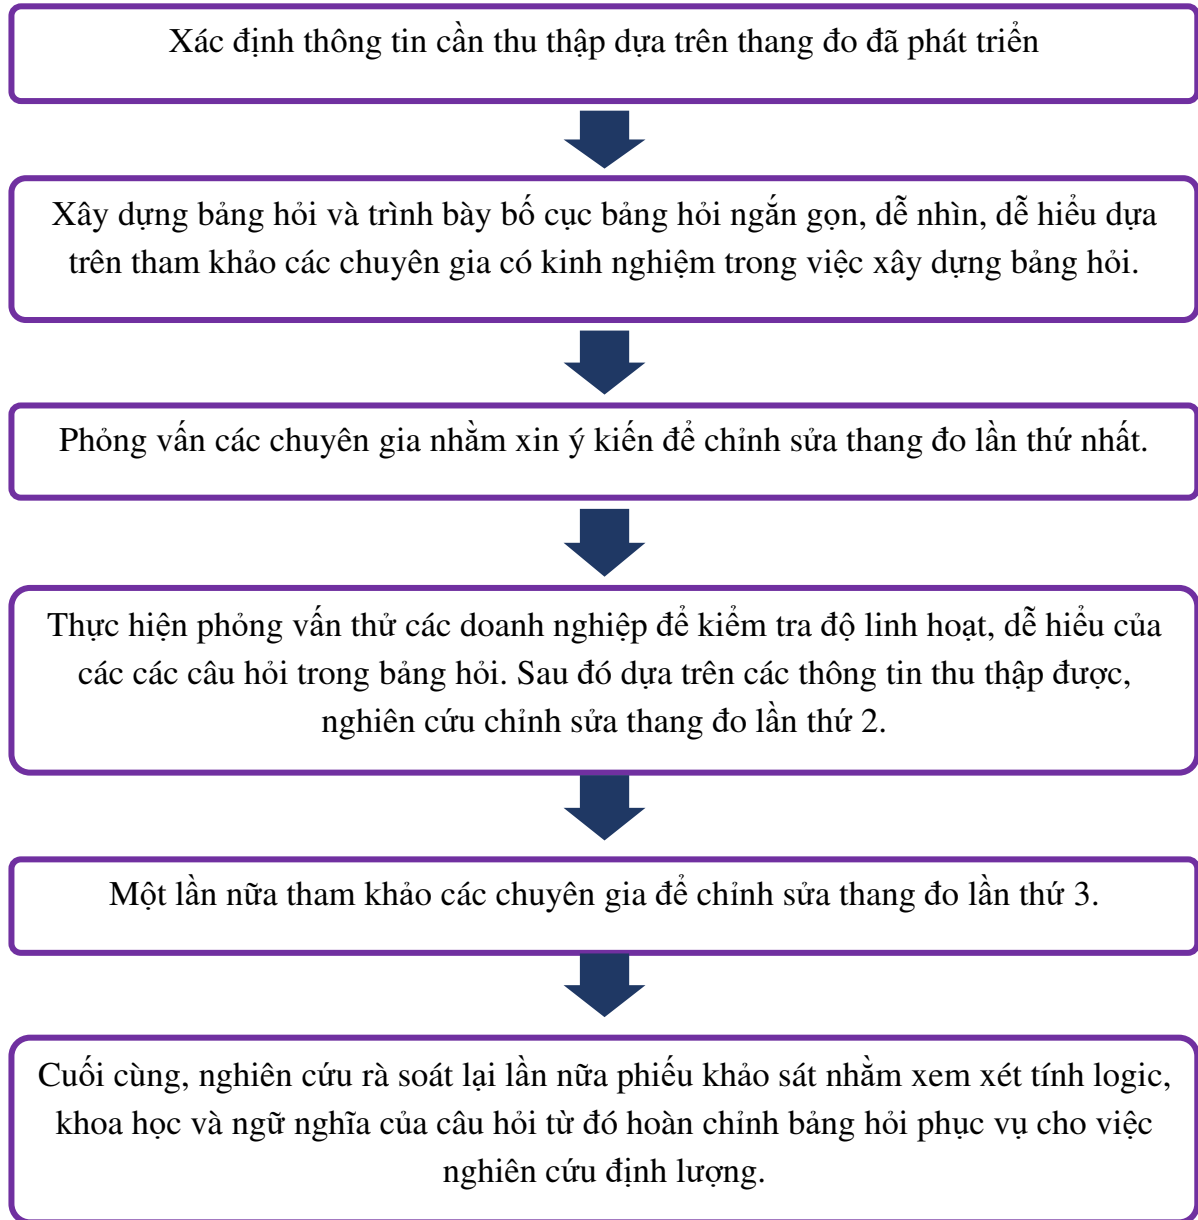 Xác định thông tin cần thu thập dựa trên thang đo đã phát triển
Xây dựng bảng hỏi và trình bày bố cục bảng hỏi ngắn gọn, dễ nhìn, dễ hiểu dựa
trên tham khảo các chuyên gia có kinh nghiệm trong việc xây dựng bảng hỏi.
Phỏng vấn các chuyên gia nhằm xin ý kiến để chỉnh sửa thang đo lần thứ nhất.
Thực hiện phỏng vấn thử các doanh nghiệp để kiểm tra độ linh hoạt, dễ hiểu của
các các câu hỏi trong bảng hỏi. Sau đó dựa trên các thông tin thu thập được,
nghiên cứu chỉnh sửa thang đo lần thứ 2.
Một lần nữa tham khảo các chuyên gia để chỉnh sửa thang đo lần thứ 3.
Cuối cùng, nghiên cứu rà soát lại lần nữa phiếu khảo sát nhằm xem xét tính logic,
khoa học và ngữ nghĩa của câu hỏi từ đó hoàn chỉnh bảng hỏi phục vụ cho việc
nghiên cứu định lượng.